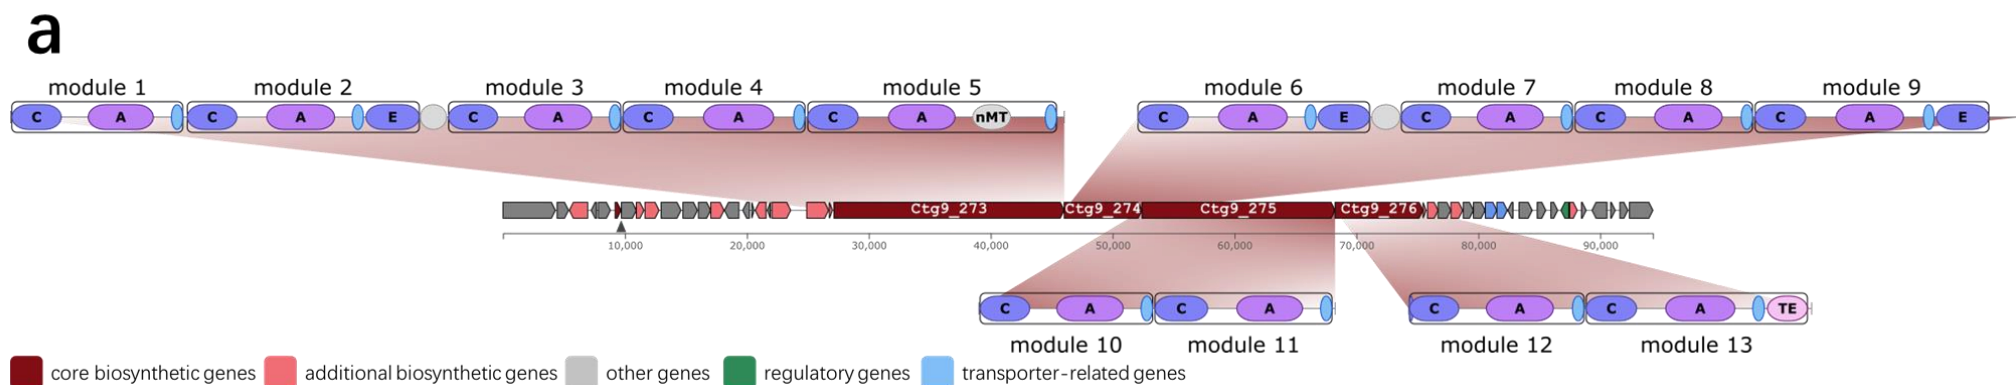 a
module 1 module 2 module 3 module 4 module 5 module 6 module 7 module 8 module 9
C A C A E C A C A C A nMT C A E C A C A C A E
Ctg9_273 Ctg9_274 Ctg9_275 Ctg9_276
10,000 20,000 30,000 40,000 50,000 60,000 70,000 80,000 90,000
C A C A C A C A TE
module 10 module 11 module 12 module 13
core biosynthetic genes additional biosynthetic genes other genes regulatory genes transporter-related genes